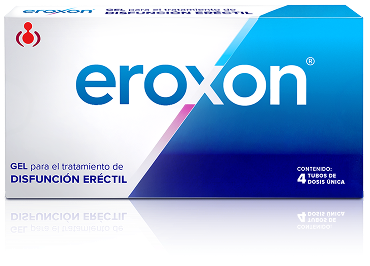 eroxon
GEL para el tratamiento de
DISFUNCIÓN ERÉCTIL
eroxon®
GEL para el tratamiento de
DISFUNCIÓN ERÉCTIL
CONTENIDO:
4 TUBOS DE
DOSIS ÚNICA